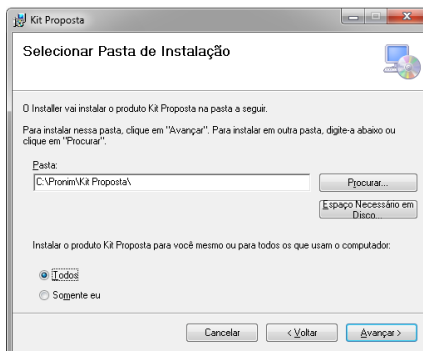 Kit Proposta
Selecionar Pasta de Instalação
O Installer vai instalar o produto Kit Proposta na pasta a seguir.
Para instalar nessa pasta, clique em "Avançar". Para instalar em outra pasta, digite-a abaixo ou
clique em "Procurar".
Pasta:
C:\Pronim\Kit Proposta\
Procurar...
Espaço Necessário em
Disco...
Instalar o produto Kit Proposta para você mesmo ou para todos os que usam o computador:
Todos
Somente eu
Cancelar
< Voltar
Avançar >